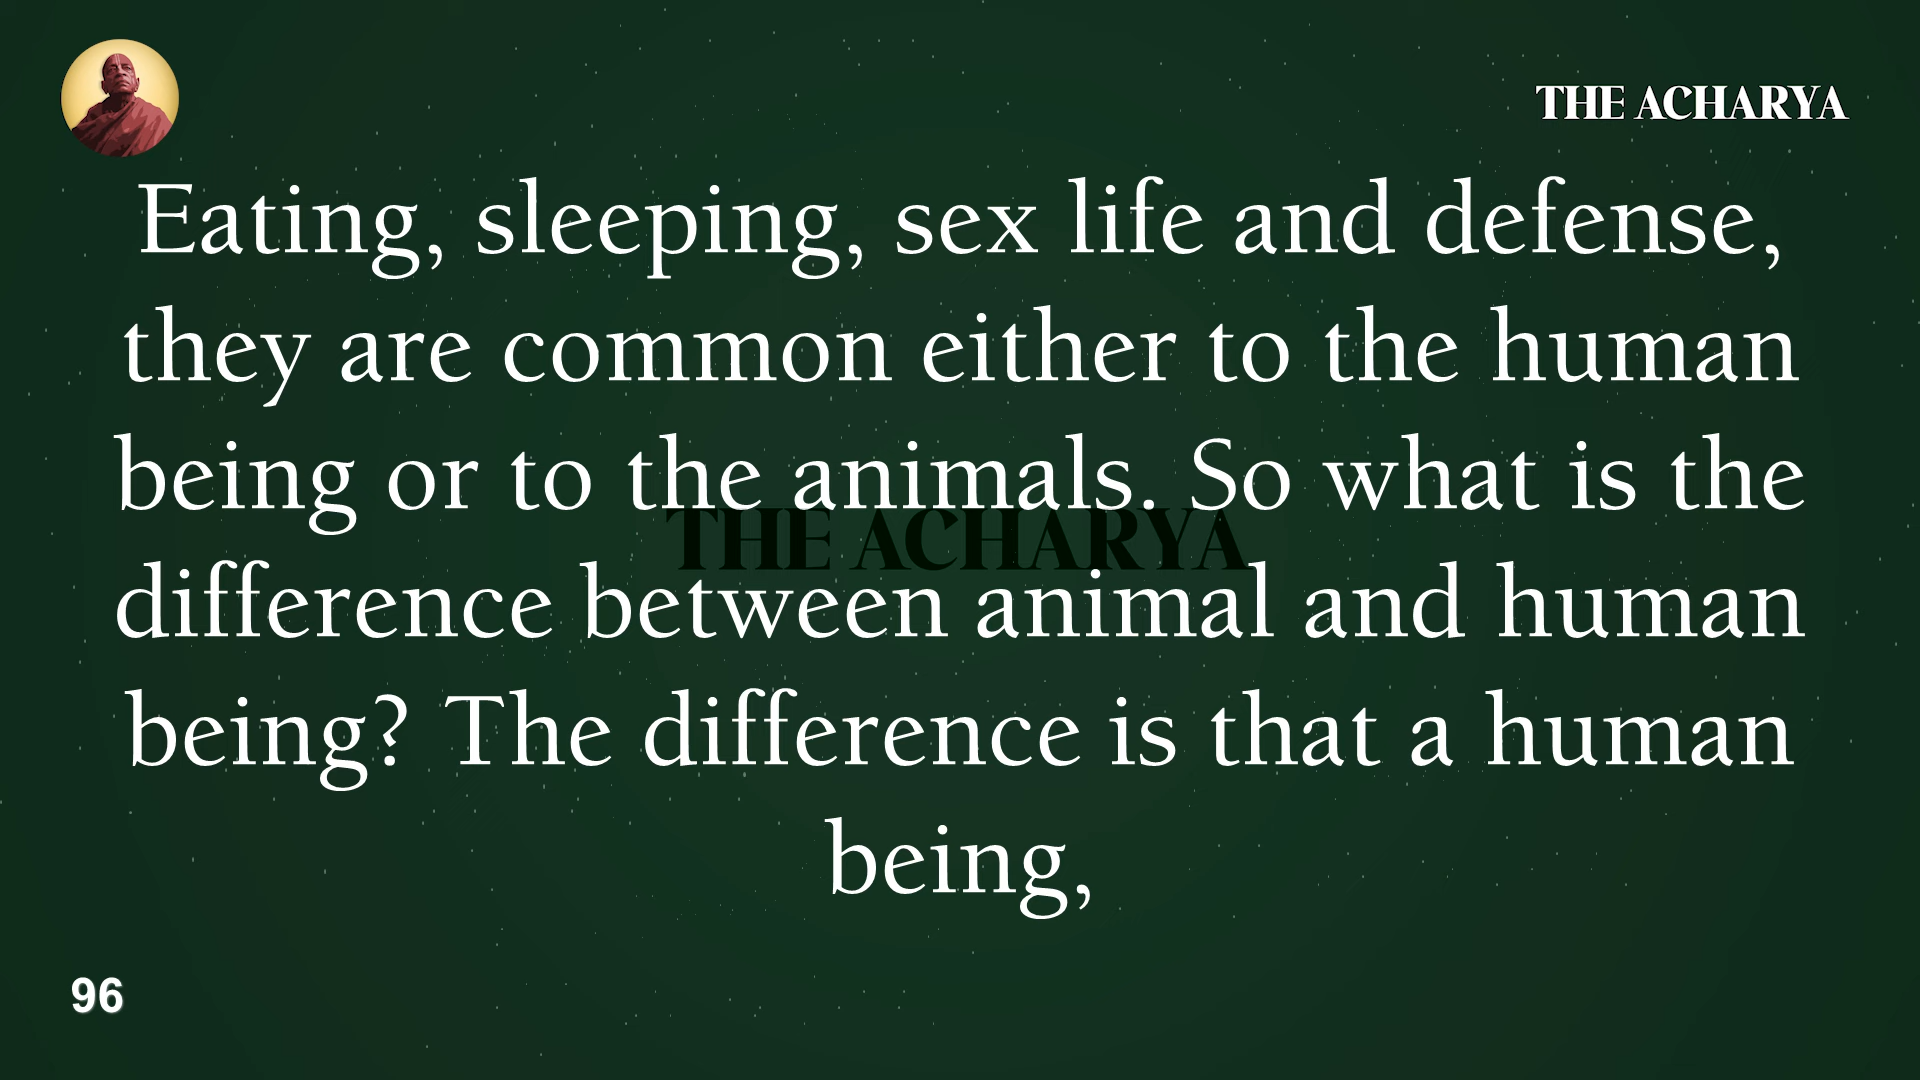 THE ACHARYA
Eating, sleeping, sex life and defense,
they are common either to the human
being or to the animals. So what is the
THE ACHARYA
difference between animal and human
being? The difference is that a human
being,
96